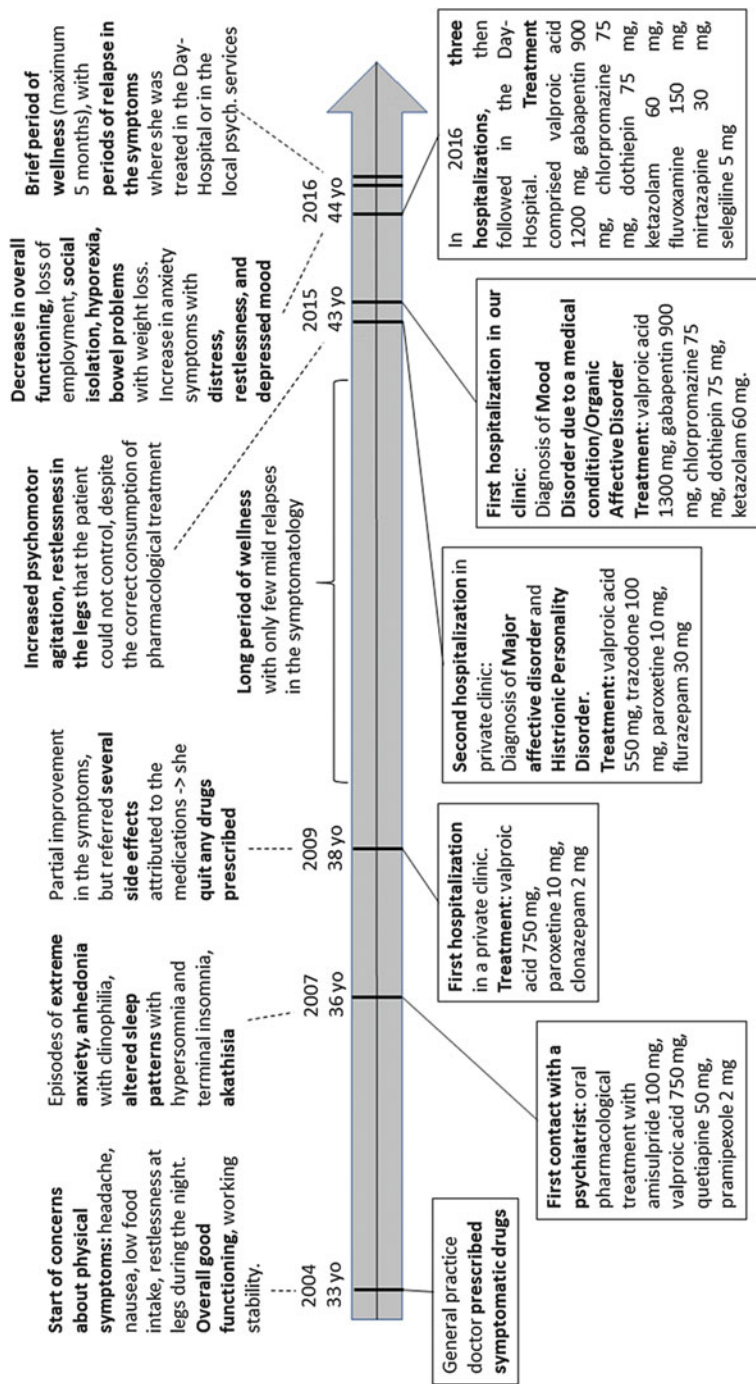 Start of concerns
about physical
symptoms: headache,
nausea, low food
intake, restlessness at
legs during the night.
Overall good
functioning, working
stability.
Episodes of extreme
anxiety, anhedonia
with clinophilia,
altered sleep
patterns with
hypersomnia and
terminal insomnia,
akathisia
Partial improvement
in the symptoms,
but referred several
side effects
attributed to the
medications -> she
quit any drugs
prescribed
Increased psychomotor
agitation, restlessness in
the legs that the patient
could not control, despite
the correct consumption of
pharmacological treatment
Long period of wellness
with only few mild relapses
in the symptomatology
Decrease in overall
functioning, loss of
employment, social
isolation, hyporexia,
bowel problems
with weight loss.
Increase in anxiety
symptoms with
distress,
restlessness, and
depressed mood
Brief period of
wellness (maximum
5 months), with
periods of relapse in
the symptoms
where she was
treated in the Day-
Hospital or in the
local psych. services
2004
33 yo
2007
36 yo
2009
38 yo
2015
43 yo
2016
44 yo
General practice
doctor prescribed
symptomatic drugs
First contact with a
psychiatrist: oral
pharmacological
treatment with
amisulpride 100 mg,
valproic acid 750 mg,
quetiapine 50 mg,
pramipexole 2 mg
First hospitalization
in a private clinic.
Treatment: valproic
acid 750 mg,
paroxetine 10 mg,
clonazepam 2 mg
Second hospitalization in
private clinic:
Diagnosis of Major
affective disorder and
Histrionic Personality
Disorder.
Treatment: valproic acid
550 mg, trazodone 100
mg, paroxetine 10 mg,
flurazepam 30 mg
First hospitalization in our
clinic:
Diagnosis of Mood
Disorder due to a medical
condition/Organic
Affective Disorder
Treatment: valproic acid
1300 mg, gabapentin 900
mg, chlorpromazine 75
mg, dothiepin 75 mg,
ketazolam 60 mg.
In 2016 three
hospitalizations, then
followed in the Day-
Hospital. Treatment
comprised valproic acid
1200 mg, gabapentin 900
mg, chlorpromazine 75
mg, dothiepin 75 mg,
ketazolam 60 mg,
fluvoxamine 150 mg,
mirtazapine 30 mg,
selegiline 5 mg